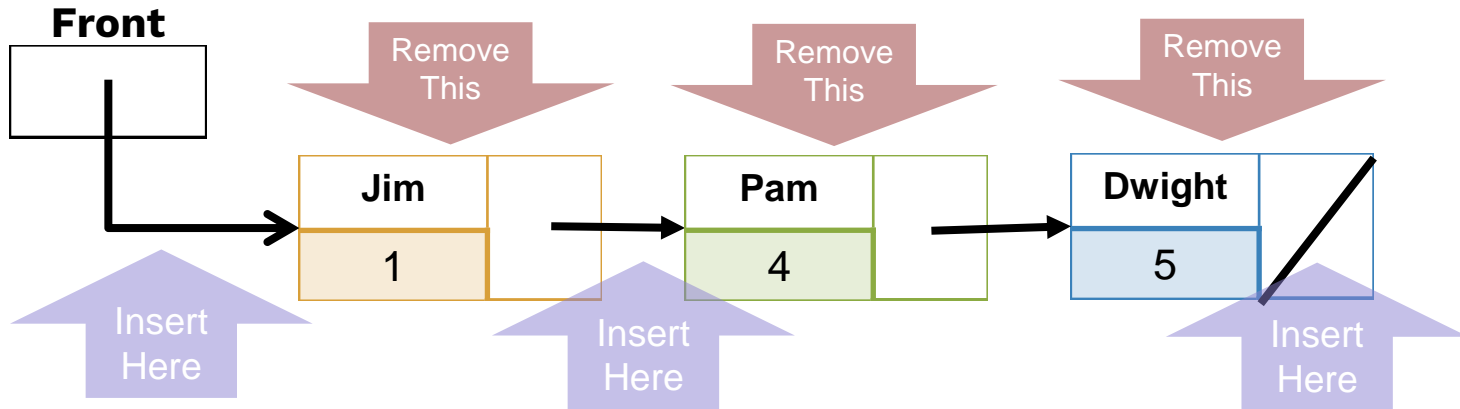 Front
Remove
This
Remove
This
Remove
This
Jim
Pam
Dwight
1
4
5
Insert
Here
Insert
Here
Insert
Here